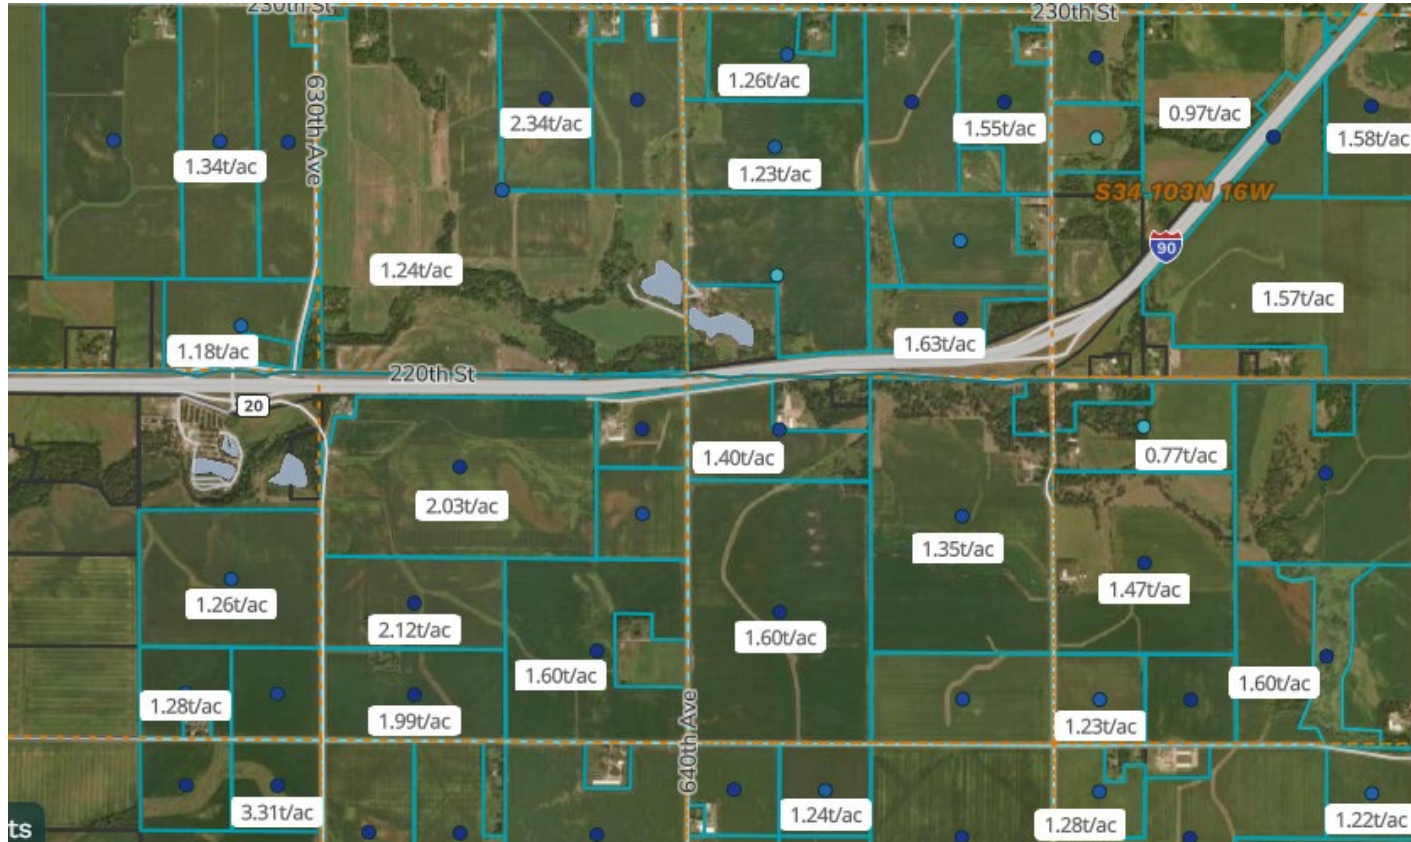 230th St
230th St
630th Ave
1.26t/ac
2.34t/ac
0.97t/ac
1.55t/ac
1.58t/ac
1.34t/ac
1.23t/ac
S34 103N 16W
90
1.24t/ac
1.57t/ac
1.18t/ac
1.63t/ac
220th St
20
1.40t/ac
0.77t/ac
2.03t/ac
1.35t/ac
1.47t/ac
1.26t/ac
2.12t/ac
1.60t/ac
1.60t/ac
1.60t/ac
1.28t/ac
1.99t/ac
1.23t/ac
640th Ave
3.31t/ac
1.24t/ac
1.28t/ac
1.22t/ac
ts